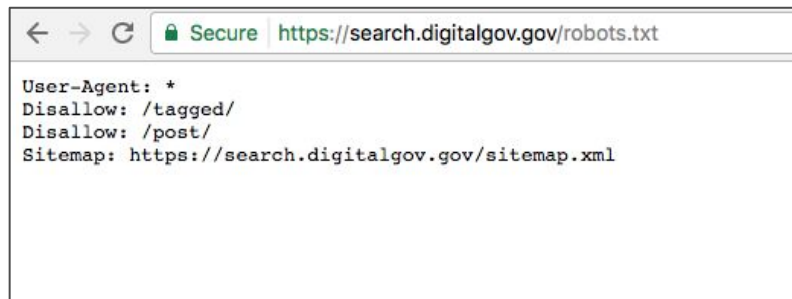 Secure https://search.digitalgov.gov/robots.txt
User-Agent: *
Disallow: /tagged/
Disallow: /post/
Sitemap: https://search.digitalgov.gov/sitemap.xml